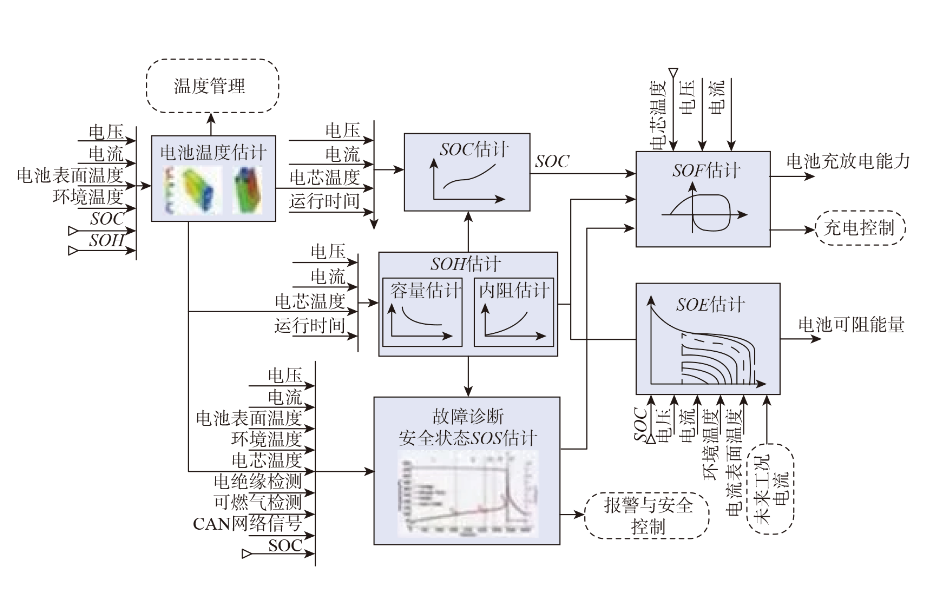 温度管理
电压
电流
电池表面温度
环境温度
SOC
SOH
电池温度估计
电压
电流
电芯温度
运行时间
SOC估计
SOC
电芯温度
电压
电流
SOF估计
电池充放电能力
充电控制
电压
电流
电芯温度
运行时间
SOH估计
容量估计
内阻估计
SOE估计
电池可阻能量
SOC
电压
电流
环境温度
电流表面温度
未来工况
电流
电压
电流
电池表面温度
环境温度
电芯温度
电绝缘检测
可燃气检测
CAN网络信号
SOC
故障诊断
安全状态SOS估计
报警与安全
控制